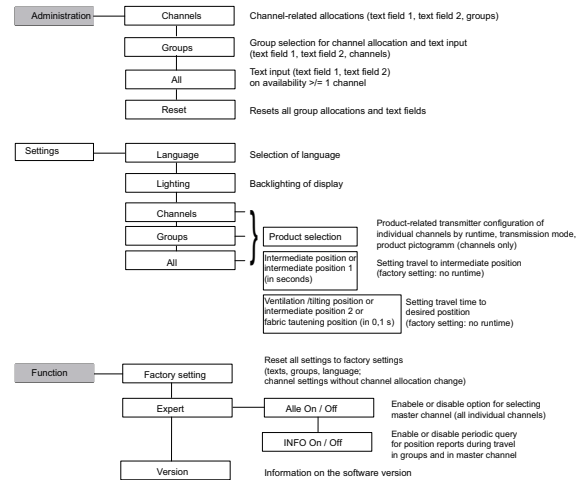 Administration
Channels
Channel-related allocations (text field 1, text field 2, groups)
Groups
Group selection for channel allocation and text input
(text field 1, text field 2, channels)
All
Text input (text field 1, text field 2)
on availability >/= 1 channel
Reset
Resets all group allocations and text fields
Settings
Language
Selection of language
Lighting
Backlighting of display
Channels
Groups
All
Product selection
Product-related transmitter configuration of
individual channels by runtime, transmission mode,
product pictogramm (channels only)
Intermediate position or
intermediate position 1
(in seconds)
Setting travel to intermediate position
(factory setting: no runtime)
Ventilation /tilting position or
intermediate position 2 or
fabric tautening position (in 0,1 s)
Setting travel time to
desired postition
(factory setting: no runtime)
Function
Factory setting
Reset all settings to factory settings
(texts, groups, language;
channel settings without channel allocation change)
Expert
Alle On / Off
Enabele or disable option for selecting
master channel (all individual channels)
INFO On / Off
Enable or disable periodic query
for position reports during travel
in groups and in master channel
Version
Information on the software version